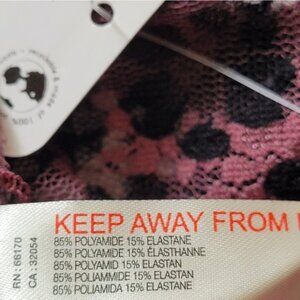 KEEP AWAY FROM
85% POLYAMIDE 15% ELASTANE
85% POLYAMIDE 15% ÉLASTHANNE
85% POLYAMID 15% ELASTAN
85% POLIAMMIDE 15% ELASTAN
85% POLIAMIDA 15% ELASTANO
RN: 66170
CA: 32054